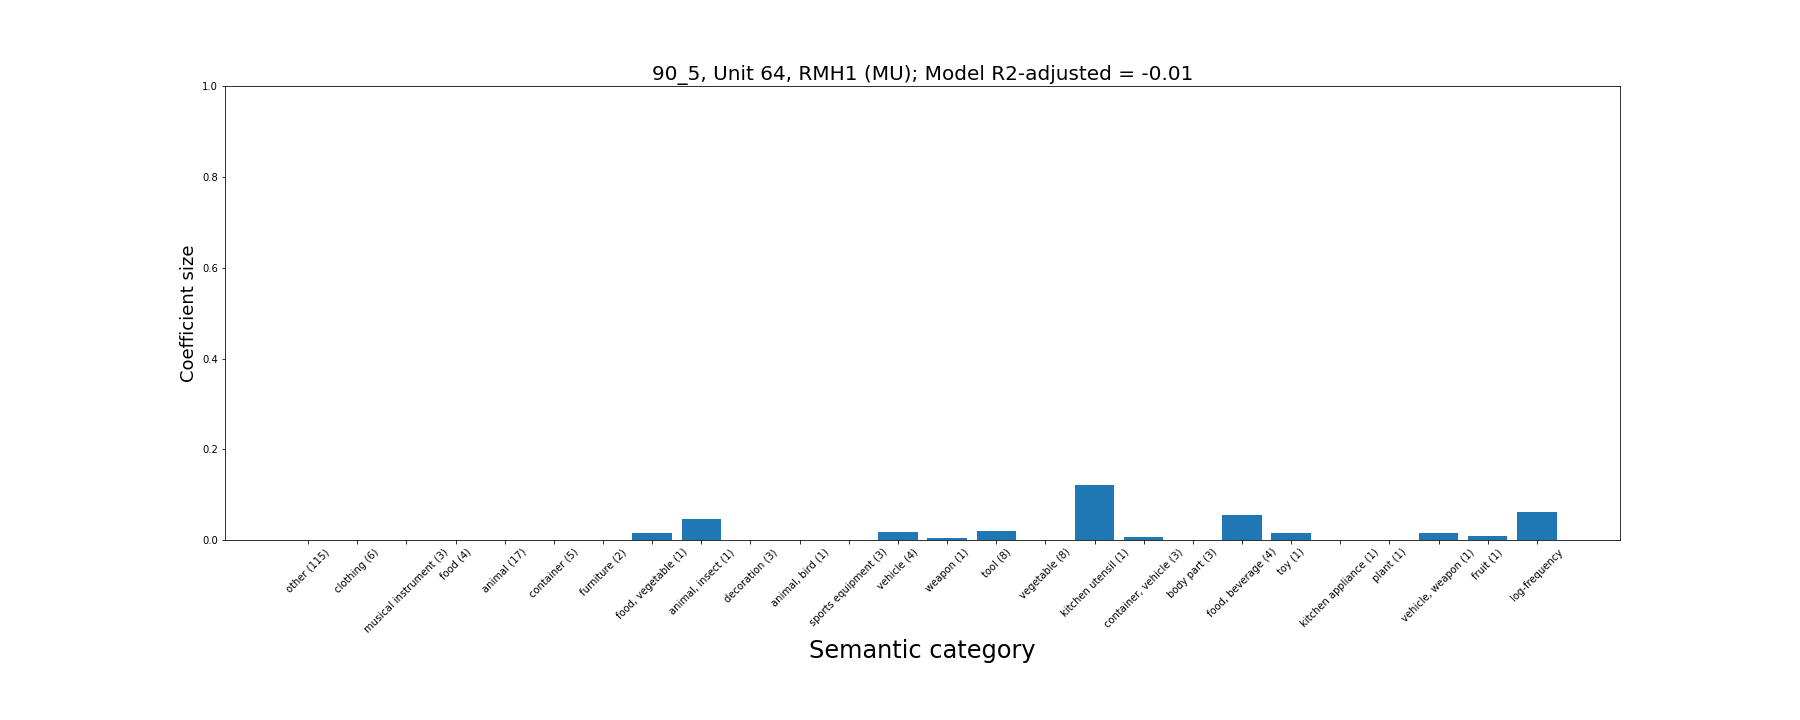 90_5, Unit 64, RMH1 (MU); Model R2-adjusted = -0.01
1.0
0.8
0.6
0.4
0.2
0.0
Coefficient size
other (115)
clothing (6)
musical instrument (3)
food (4)
animal (17)
container (5)
furniture (2)
food, vegetable (1)
animal, insect (1)
decoration (3)
animal, bird (1)
sports equipment (3)
vehicle (4)
weapon (1)
tool (8)
vegetable (8)
kitchen utensil (1)
container, vehicle (3)
body part (3)
food, beverage (4)
toy (1)
kitchen appliance (1)
plant (1)
vehicle, weapon (1)
fruit (1)
log-frequency
Semantic category